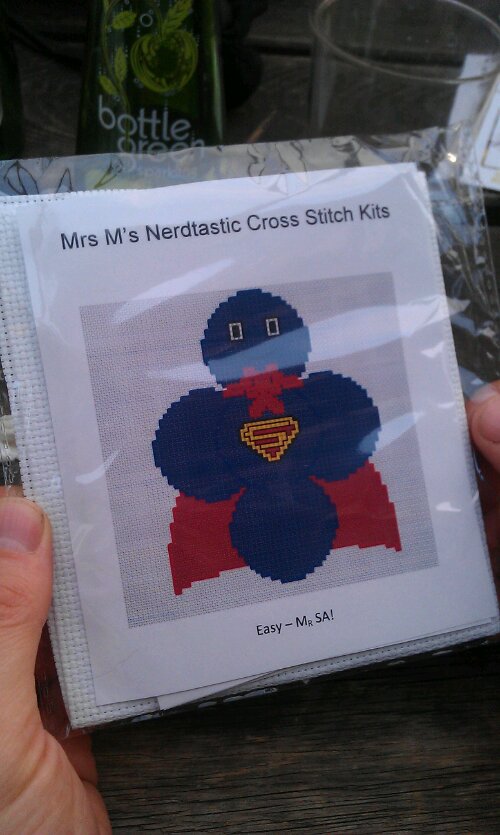 bottle
green
Mrs M's Nerdtastic Cross Stitch Kits
S
Easy – MR SA!